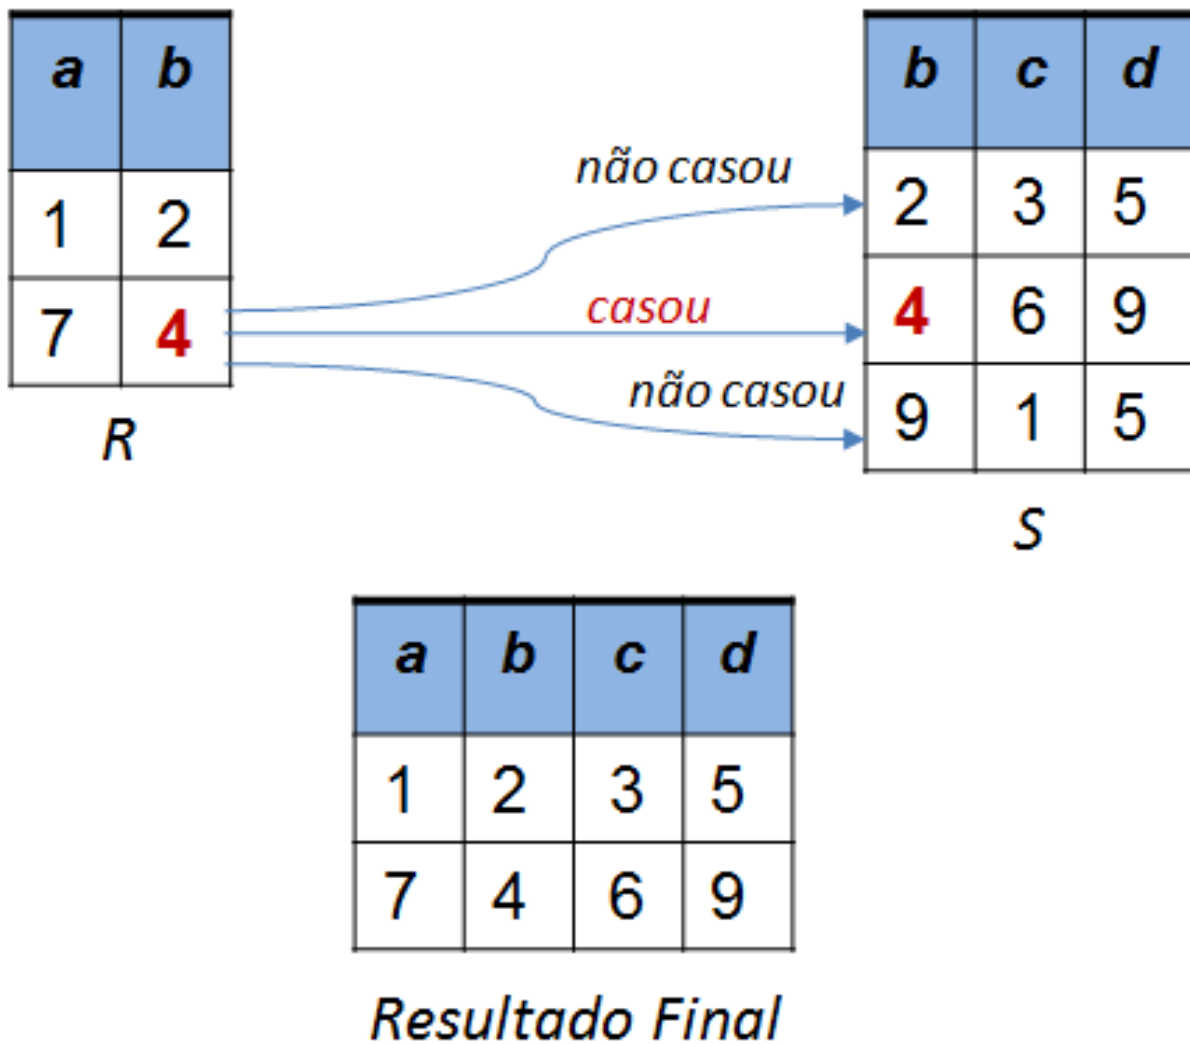 a b
1 2
7 4
R
não casou
casou
não casou
b c d
2 3 5
4 6 9
9 1 5
S
a b c d
1 2 3 5
7 4 6 9
Resultado Final